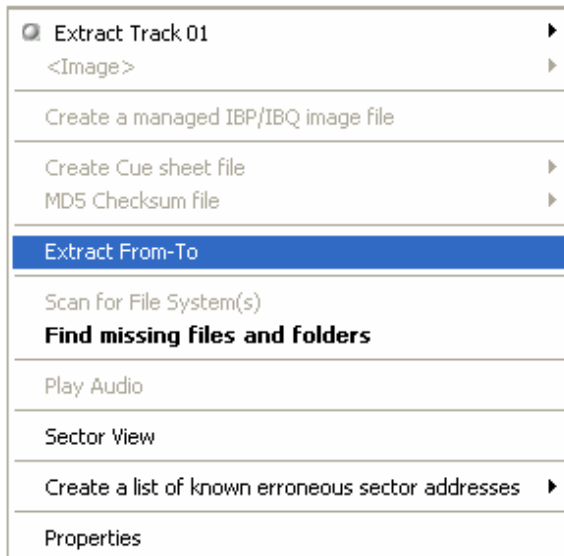 Extract Track 01
<Image>
Create a managed IBP/IBQ image file
Create Cue sheet file
MD5 Checksum file
Extract From-To
Scan for File System(s)
Find missing files and folders
Play Audio
Sector View
Create a list of known erroneous sector addresses
Properties